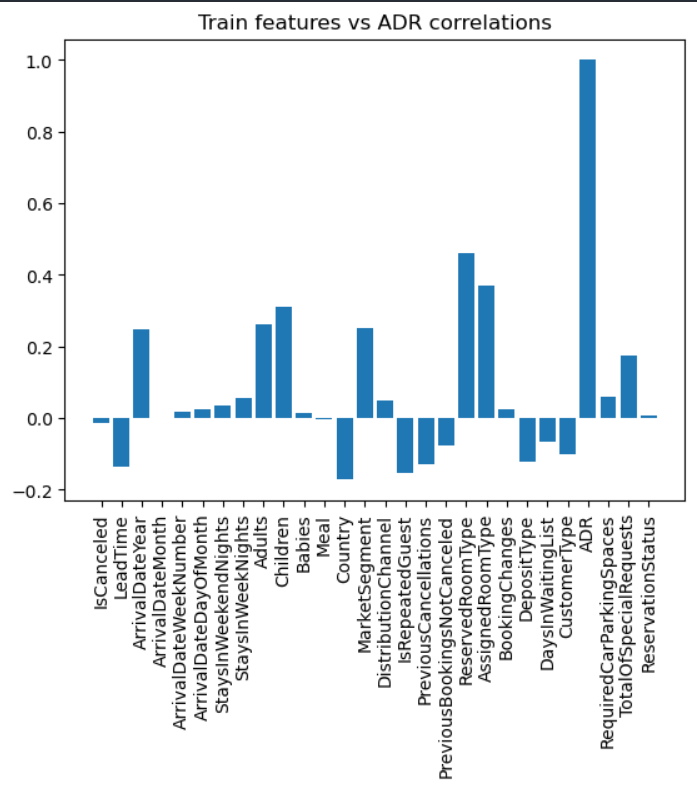 Train features vs ADR correlations
1.0
0.8
0.6
0.4
0.2
0.0
−0.2
IsCanceled
LeadTime
ArrivalDateYear
ArrivalDateMonth
ArrivalDateWeekNumber
ArrivalDateDayOfMonth
StaysInWeekendNights
StaysInWeekNights
Adults
Children
Babies
Meal
Country
MarketSegment
DistributionChannel
IsRepeatedGuest
PreviousCancellations
PreviousBookingsNotCanceled
ReservedRoomType
AssignedRoomType
BookingChanges
DepositType
DaysInWaitingList
CustomerType
ADR
RequiredCarParkingSpaces
TotalOfSpecialRequests
ReservationStatus